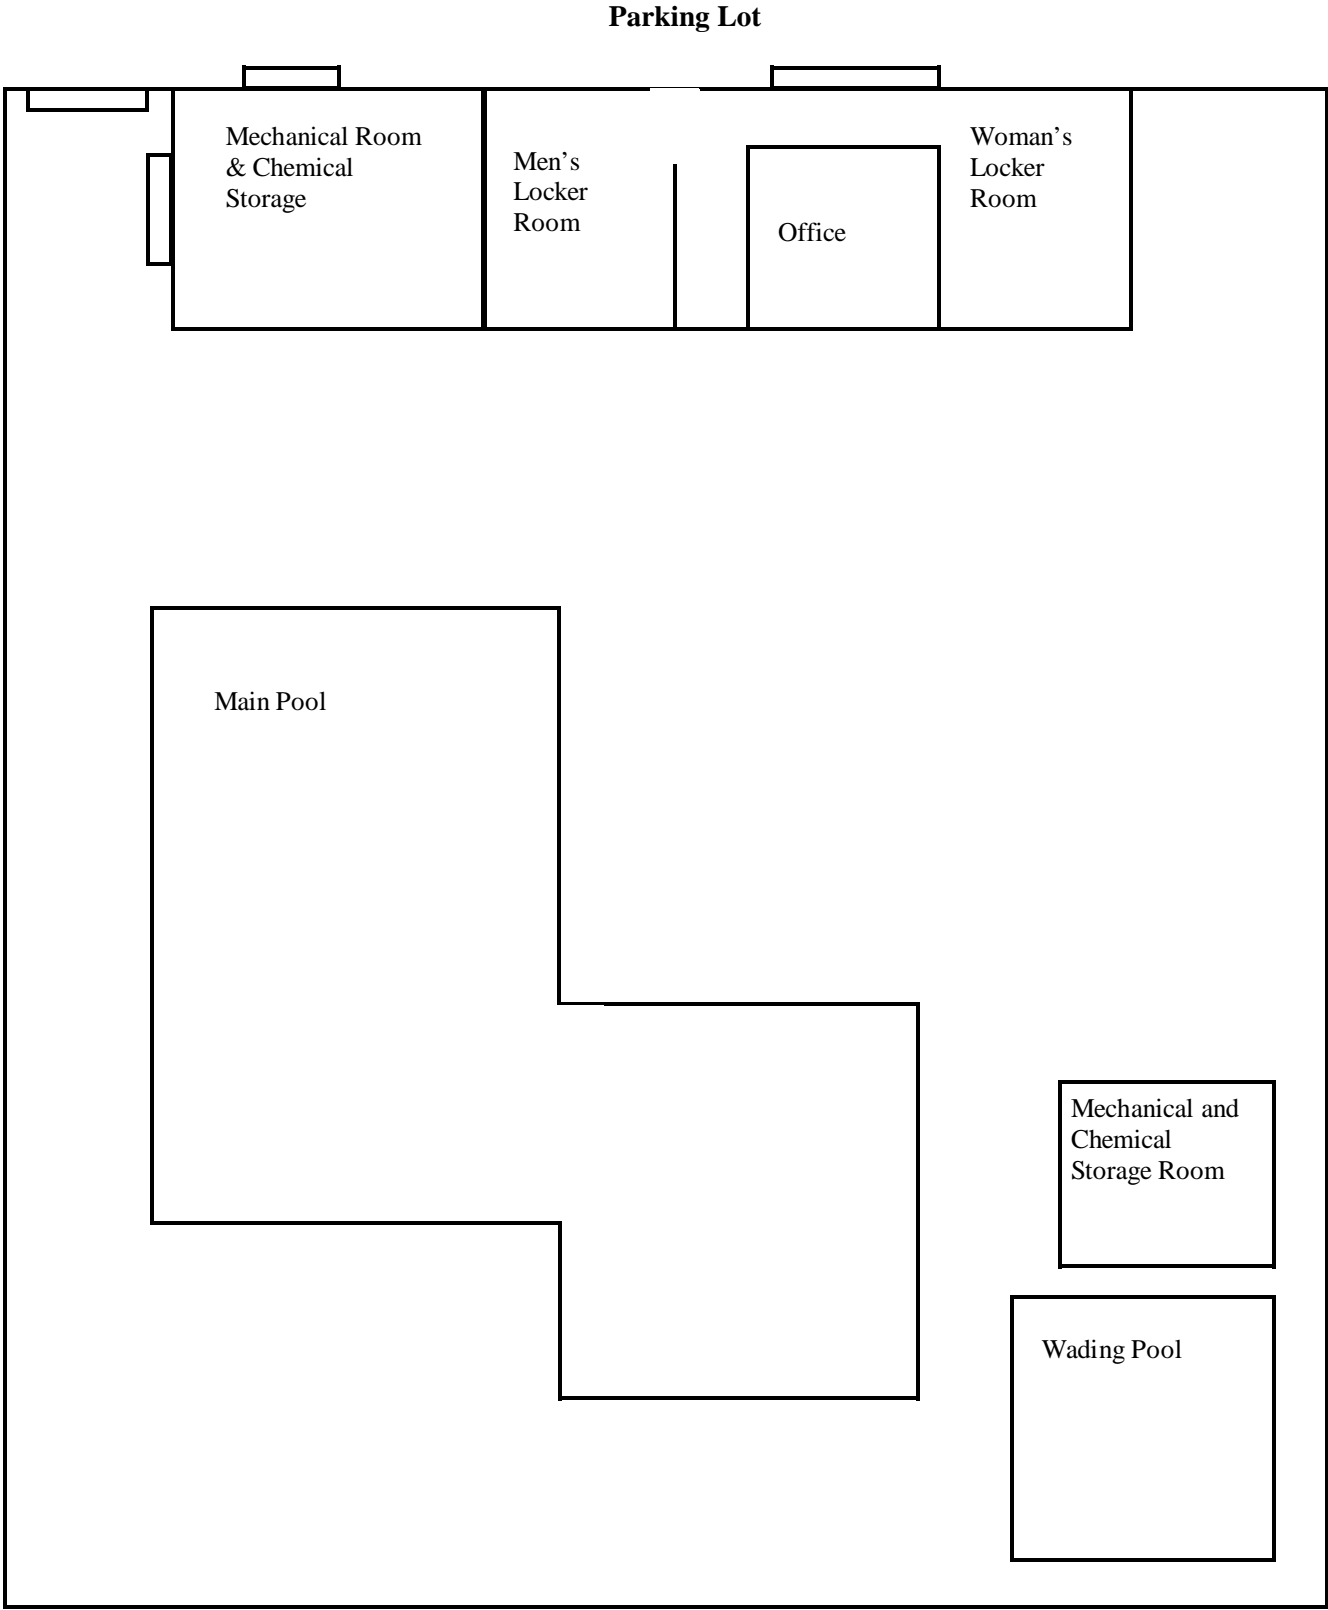 Parking Lot
Mechanical Room
& Chemical
Storage
Men’s
Locker
Room
Office
Woman’s
Locker
Room
Main Pool
Mechanical and
Chemical
Storage Room
Wading Pool